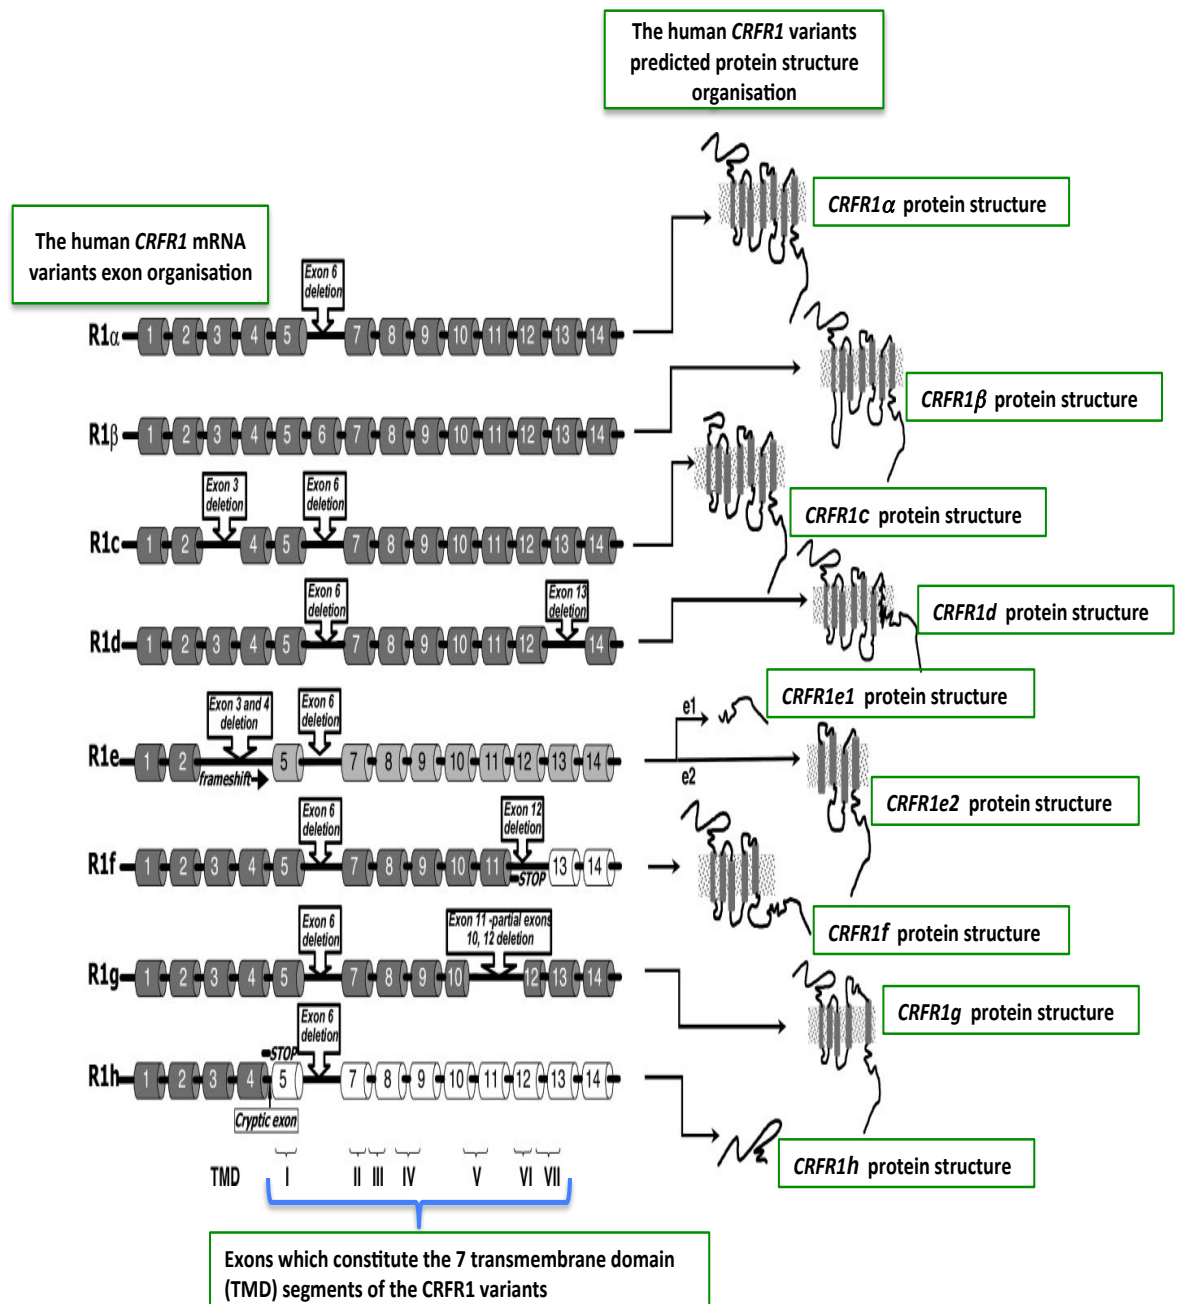 The human CRFR1 variants
predicted protein structure
organisation
CRFR1α protein structure
The human CRFR1 mRNA
variants exon organisation
Exon 6
deletion
R1α 1 2 3 4 5 7 8 9 10 11 12 13 14
CRFR1β protein structure
R1β 1 2 3 4 5 6 7 8 9 10 11 12 13 14
Exon 3
deletion
Exon 6
deletion
CRFR1c protein structure
R1c 1 2 4 5 7 8 9 10 11 12 13 14
Exon 6
deletion
Exon 13
deletion
CRFR1d protein structure
R1d 1 2 3 4 5 7 8 9 10 11 12 14
CRFR1e1 protein structure
Exon 3 and 4
deletion
Exon 6
deletion
e1
R1e 1 2 5 7 8 9 10 11 12 13 14
frameshift
e2
CRFR1e2 protein structure
Exon 6
deletion
Exon 12
deletion
R1f 1 2 3 4 5 7 8 9 10 11 13 14
STOP
CRFR1f protein structure
Exon 6
deletion
Exon 11 -partial exons
10, 12 deletion
R1g 1 2 3 4 5 7 8 9 10 12 13 14
CRFR1g protein structure
Exon 6
deletion
STOP
R1h 1 2 3 4 5 7 8 9 10 11 12 13 14
Cryptic exon
CRFR1h protein structure
TMD I II III IV V VI VII
Exons which constitute the 7 transmembrane domain
(TMD) segments of the CRFR1 variants